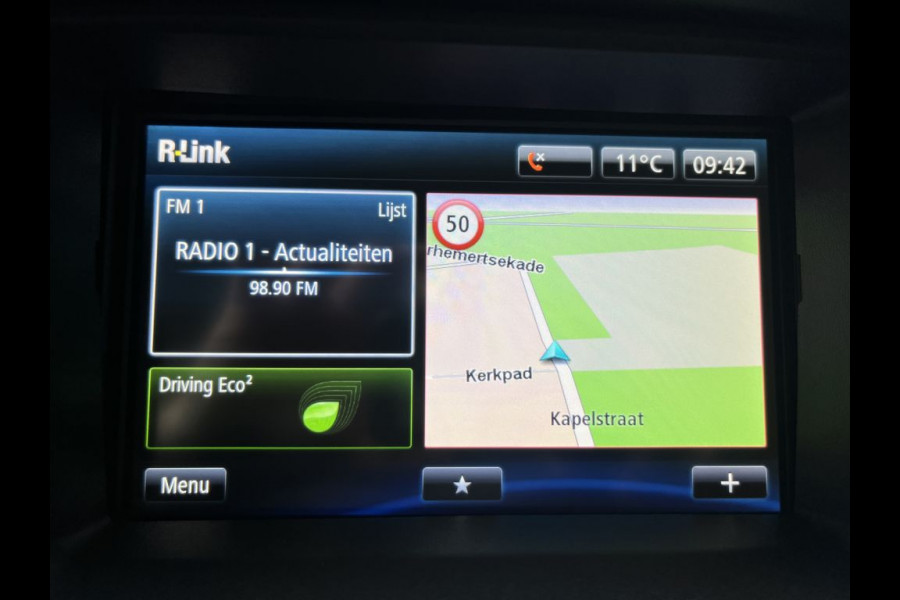 R-Link
11°C
09:42
FM 1
Lijst
RADIO 1 - Actualiteiten
98.90 FM
Driving Eco²
50
rhemertsekade
Kerkpad
Kapelstraat
Menu